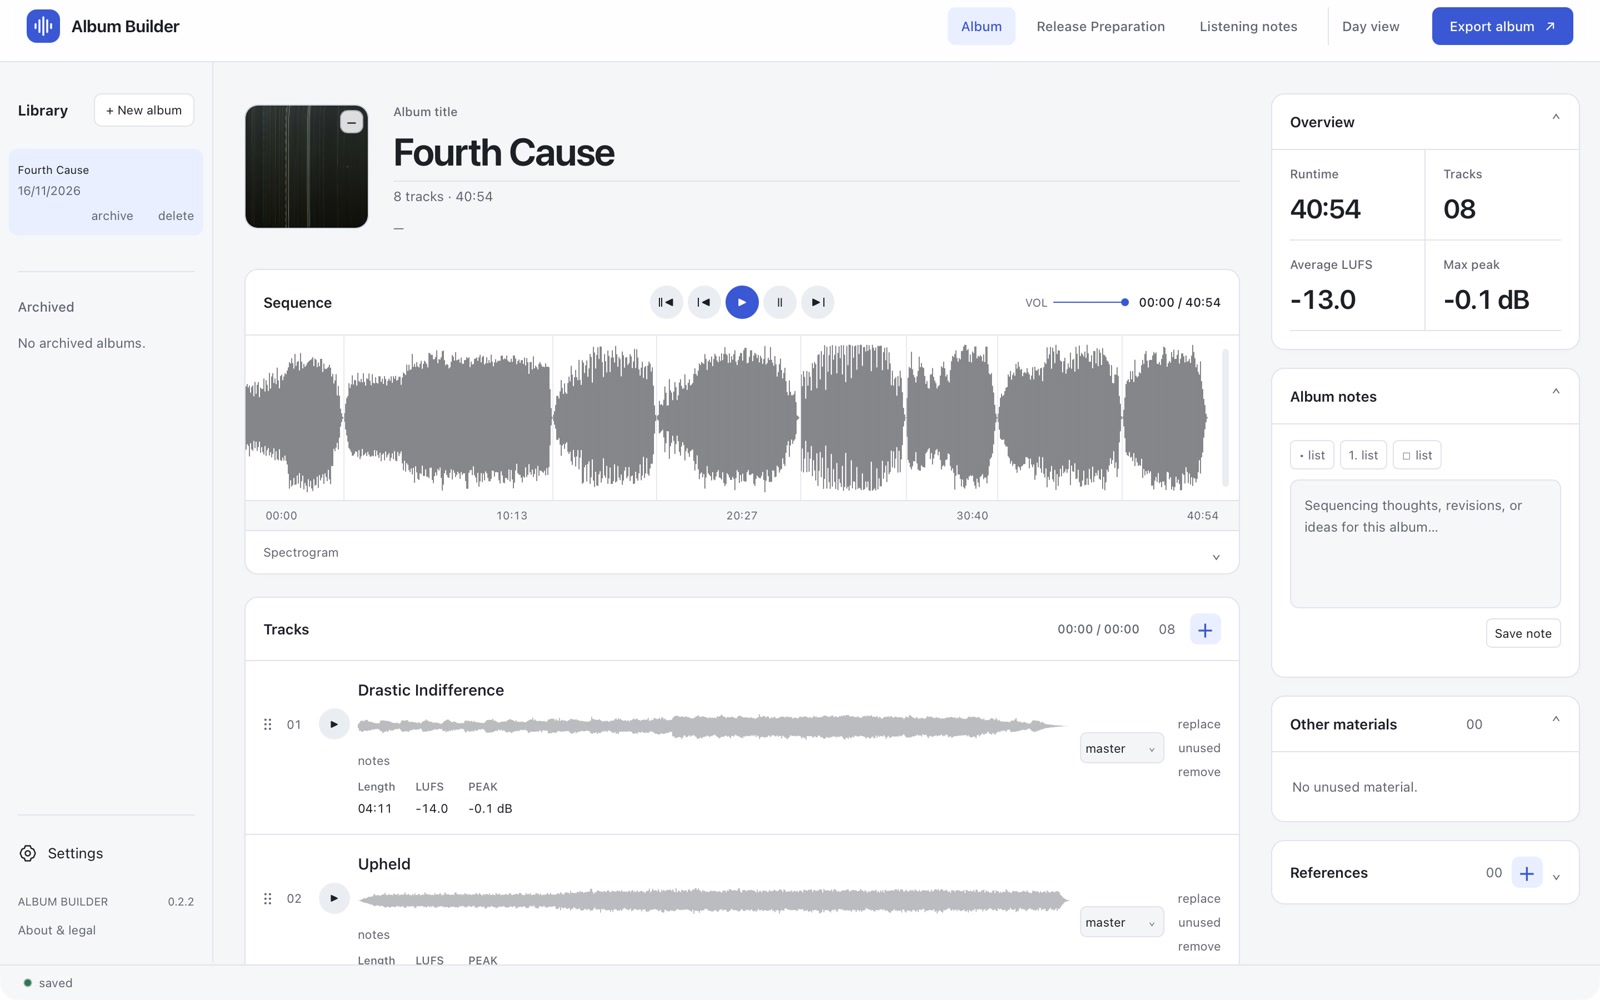 Album Builder
Album
Release Preparation
Listening notes
Day view
Export album
Library
+ New album
Fourth Cause
16/11/2026
archive delete
Archived
No archived albums.
Settings
ALBUM BUILDER 0.2.2
About & legal
saved
Album title
Fourth Cause
8 tracks · 40:54
—
Sequence
VOL
00:00 / 40:54
00:00 10:13 20:27 30:40 40:54
Spectrogram
Tracks
00:00 / 00:00
08
Drastic Indifference
01
notes
Length LUFS PEAK
04:11 -14.0 -0.1 dB
master
replace
unused
remove
Upheld
02
notes
Length LUFS PEAK
master
replace
unused
remove
Overview
Runtime
40:54
Tracks
08
Average LUFS
-13.0
Max peak
-0.1 dB
Album notes
• list
1. list
□ list
Sequencing thoughts, revisions, or
ideas for this album...
Save note
Other materials 00
No unused material.
References 00